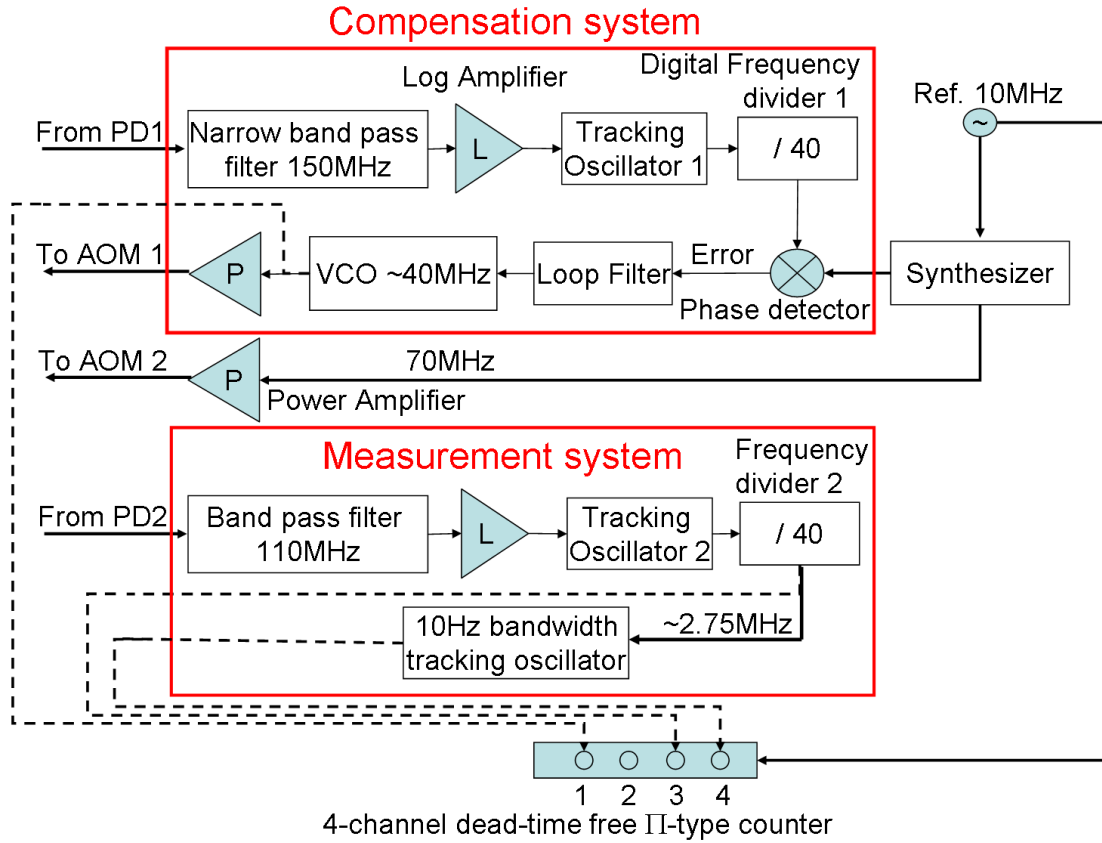 Compensation system
Log Amplifier
Digital Frequency
divider 1
Ref. 10MHz
~
From PD1
Narrow band pass
filter 150MHz
L
Tracking
Oscillator 1
/ 40
To AOM 1
P
VCO ~40MHz
Loop Filter
Error
Phase detector
Synthesizer
To AOM 2
P
70MHz
Power Amplifier
Measurement system
Frequency
divider 2
From PD2
Band pass filter
110MHz
L
Tracking
Oscillator 2
/ 40
10Hz bandwidth
tracking oscillator
~2.75MHz
1 2 3 4
4-channel dead-time free Π-type counter